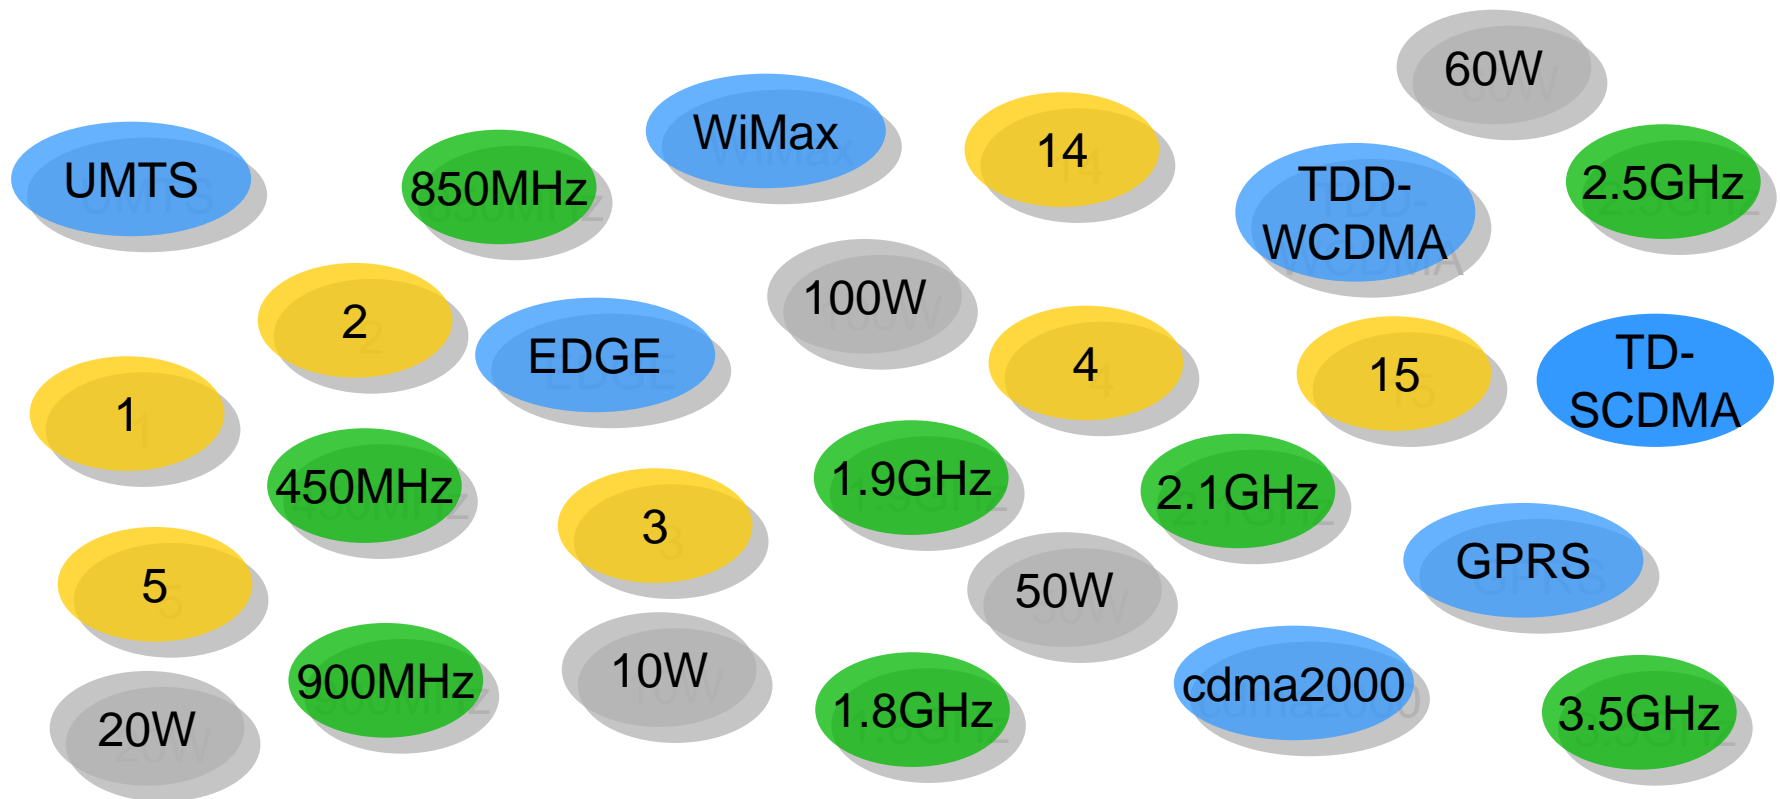 60W
WiMax
14
UMTS
850MHz
TDD-
WCDMA
2.5GHz
100W
2
EDGE
4
15
TD-
SCDMA
1
450MHz
1.9GHz
2.1GHz
3
5
50W
GPRS
900MHz
10W
cdma2000
20W
1.8GHz
3.5GHz